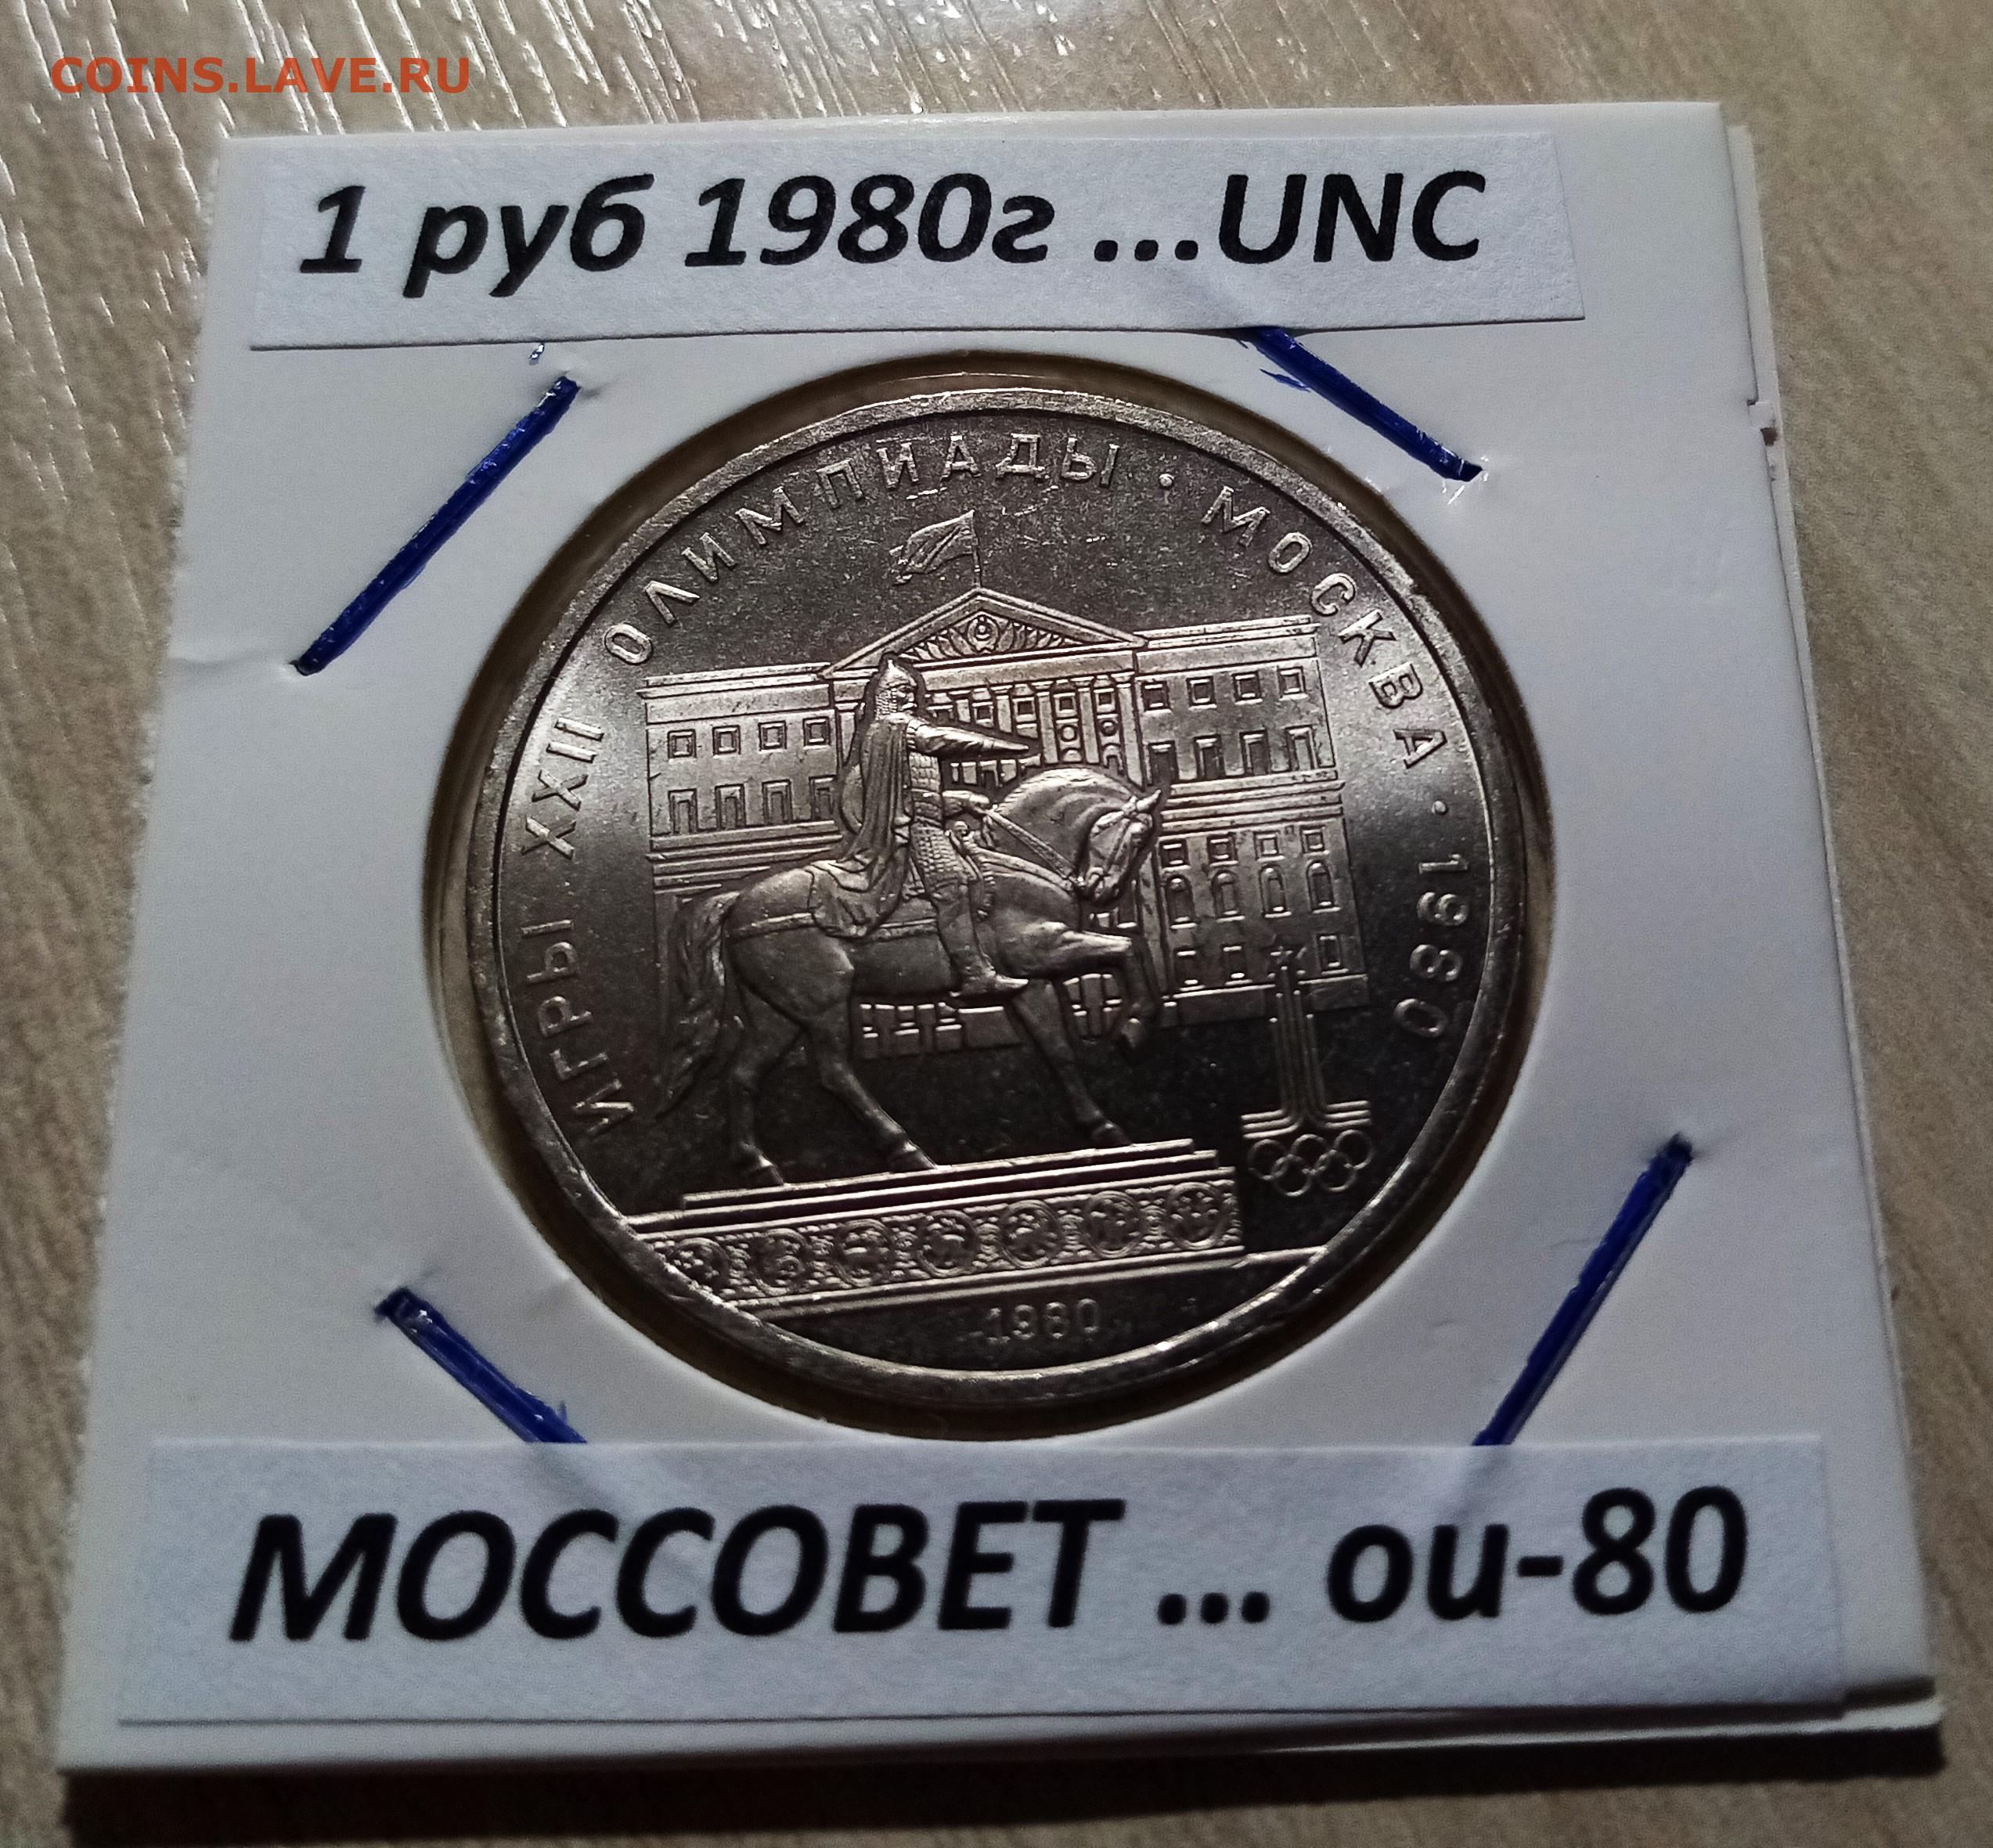 COINS.LAVE.RU
1 руб 1980г ...UNC
ИГРЫ XXII ОЛИМПИАДЫ · МОСКВА · 1980
1980
МОССОВЕТ ... ои-80